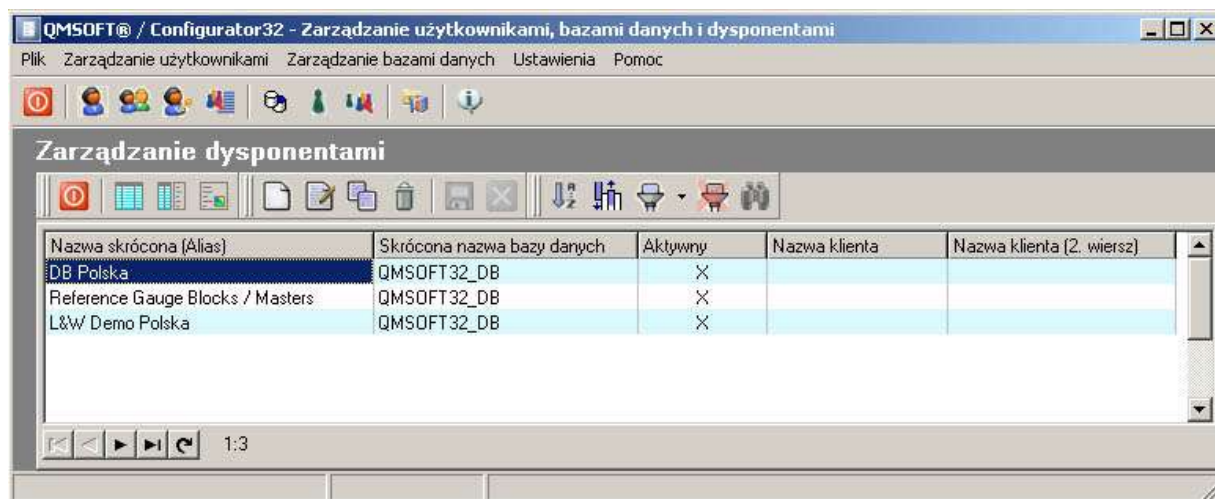 QMSOFT® / Configurator32 - Zarządzanie użytkownikami, bazami danych i dysponentami
Plik Zarządzanie użytkownikami Zarządzanie bazami danych Ustawienia Pomoc
Zarządzanie dysponentami
Nazwa skrócona (Alias) Skrócona nazwa bazy danych Aktywny Nazwa klienta Nazwa klienta (2. wiersz)
DB Polska QMSOFT32_DB X
Reference Gauge Blocks / Masters QMSOFT32_DB X
L&W Demo Polska QMSOFT32_DB X
1:3